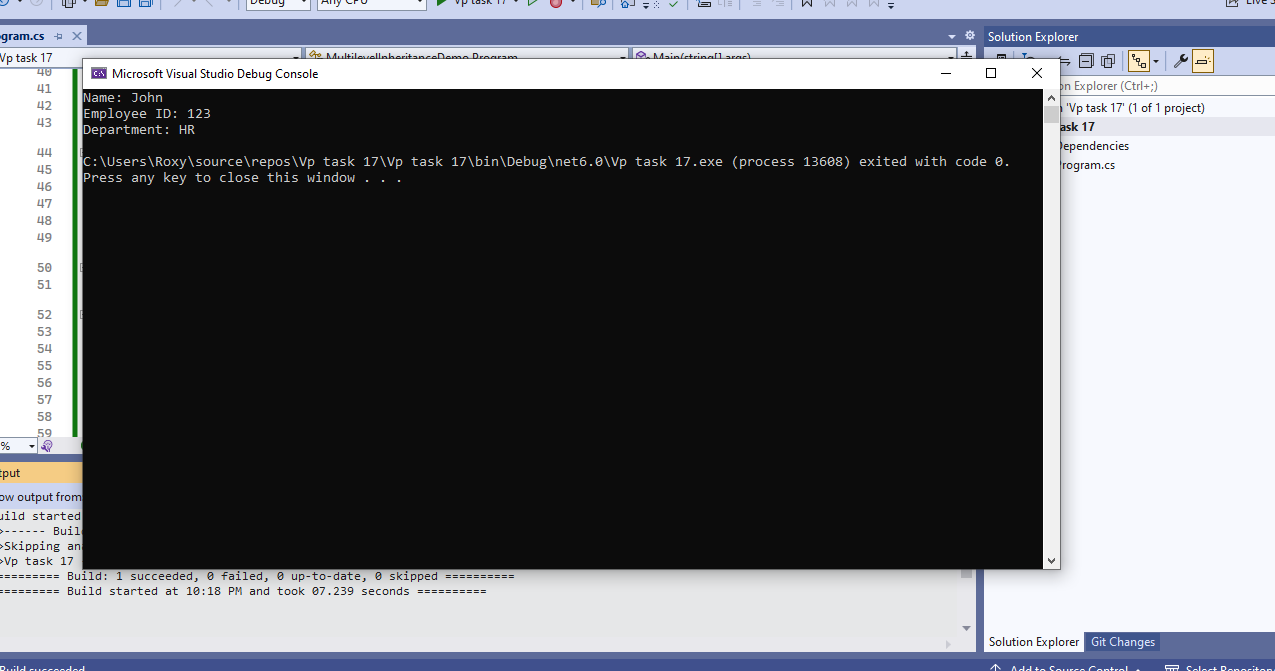 Debug
Any CPU
Vp task 17
Live S
ogram.cs
Vp task 17
MultilevelInheritanceDemo.Program
Main(string[] args)
Solution Explorer
on Explorer (Ctrl+;)
'Vp task 17' (1 of 1 project)
ask 17
Dependencies
Program.cs
40
41
42
43
44
45
46
47
48
49
50
51
52
53
54
55
56
57
58
59
Microsoft Visual Studio Debug Console
Name: John
Employee ID: 123
Department: HR
C:\Users\Roxy\source\repos\Vp task 17\Vp task 17\bin\Debug\net6.0\Vp task 17.exe (process 13608) exited with code 0.
Press any key to close this window . . .
%
tput
ow output from
uild started
>------ Buil
>Skipping an
>Vp task 17
========= Build: 1 succeeded, 0 failed, 0 up-to-date, 0 skipped ==========
========= Build started at 10:18 PM and took 07.239 seconds ==========
Solution Explorer
Git Changes
Build succeeded
Add to Source Control
Select Repository